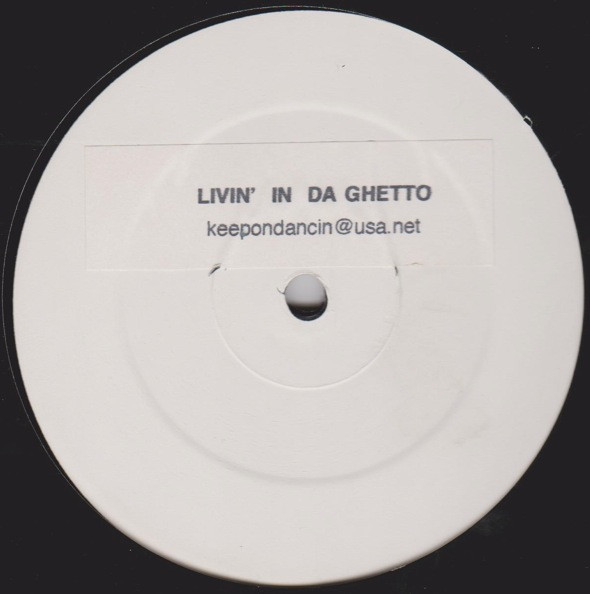 LIVIN' IN DA GHETTO
keepondancin@usa.net